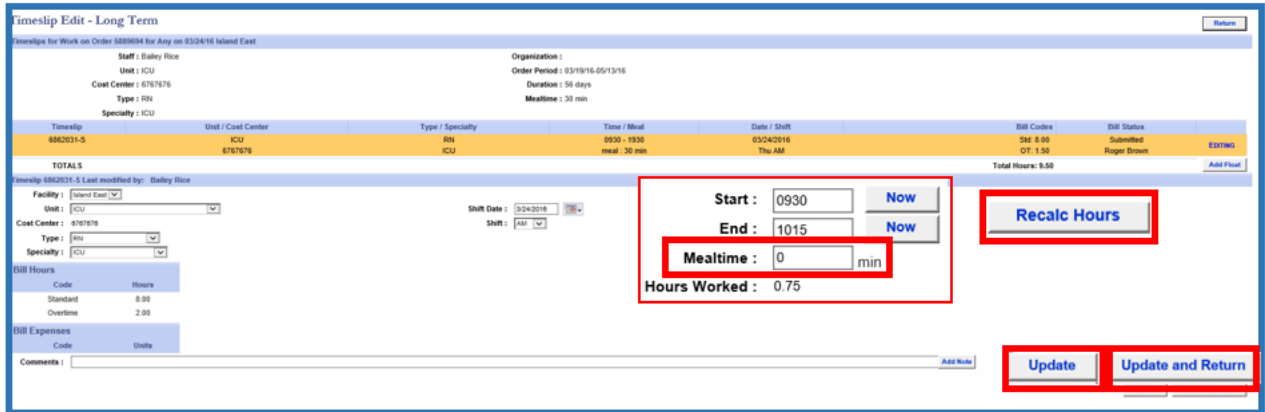 Timeslip Edit - Long Term
Return
Timeslips for Work on Order 5889694 for Any on 03/24/16 Island East
Staff : Bailey Rice Organization :
Unit : ICU Order Period : 03/19/16-05/13/16
Cost Center : 6767676 Duration : 56 days
Type : RN Mealtime : 30 min
Specialty : ICU
Timeslip Unit / Cost Center Type / Specialty Time / Meal Date / Shift Bill Codes Bill Status
6862031-S ICU RN 0930 - 1930 03/24/2016 Std: 8.00 Submitted EDITING
6767676 ICU meal : 30 min Thu AM OT: 1.50 Roger Brown
TOTALS Total Hours: 9.50 Add Float
Timeslip 6862031-S Last modified by: Bailey Rice
Facility : Island East
Unit : ICU
Cost Center : 6767676
Type : RN
Specialty : ICU
Shift Date : 3/24/2016
Shift : AM
Start : 0930 Now
End : 1015 Now
Mealtime : 0 min
Hours Worked : 0.75
Recalc Hours
Bill Hours
Code Hours
Standard 8.00
Overtime 2.00
Bill Expenses
Code Units
Comments : Add Note
Update Update and Return